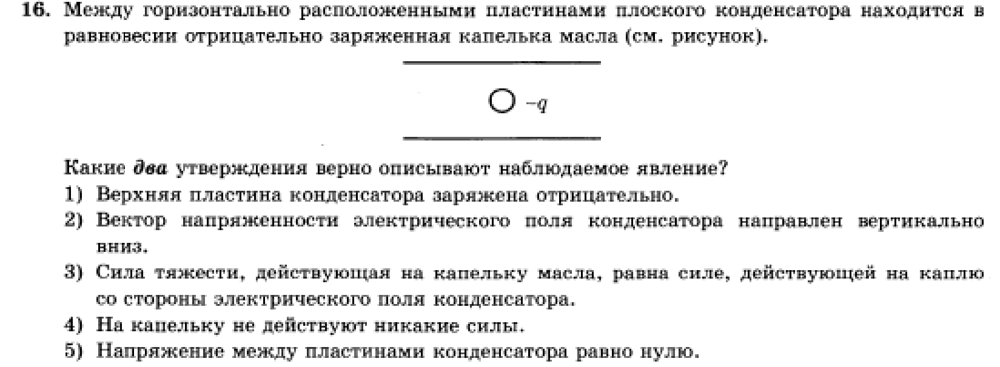 16. Между горизонтально расположенными пластинами плоского конденсатора находится в
равновесии отрицательно заряженная капелька масла (см. рисунок).
–q
Какие два утверждения верно описывают наблюдаемое явление?
1) Верхняя пластина конденсатора заряжена отрицательно.
2) Вектор напряженности электрического поля конденсатора направлен вертикально
вниз.
3) Сила тяжести, действующая на капельку масла, равна силе, действующей на каплю
со стороны электрического поля конденсатора.
4) На капельку не действуют никакие силы.
5) Напряжение между пластинами конденсатора равно нулю.